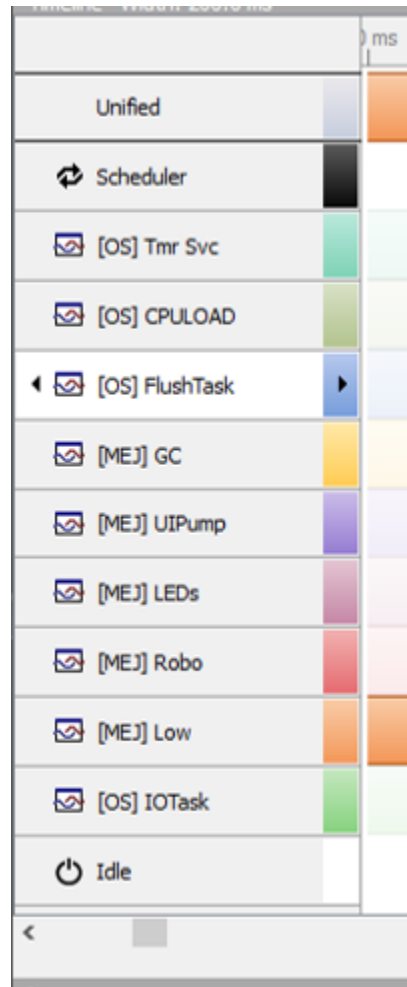 ms
Unified
Scheduler
[OS] Tmr Svc
[OS] CPULOAD
[OS] FlushTask
[MEJ] GC
[MEJ] UIPump
[MEJ] LEDs
[MEJ] Robo
[MEJ] Low
[OS] IOTask
Idle